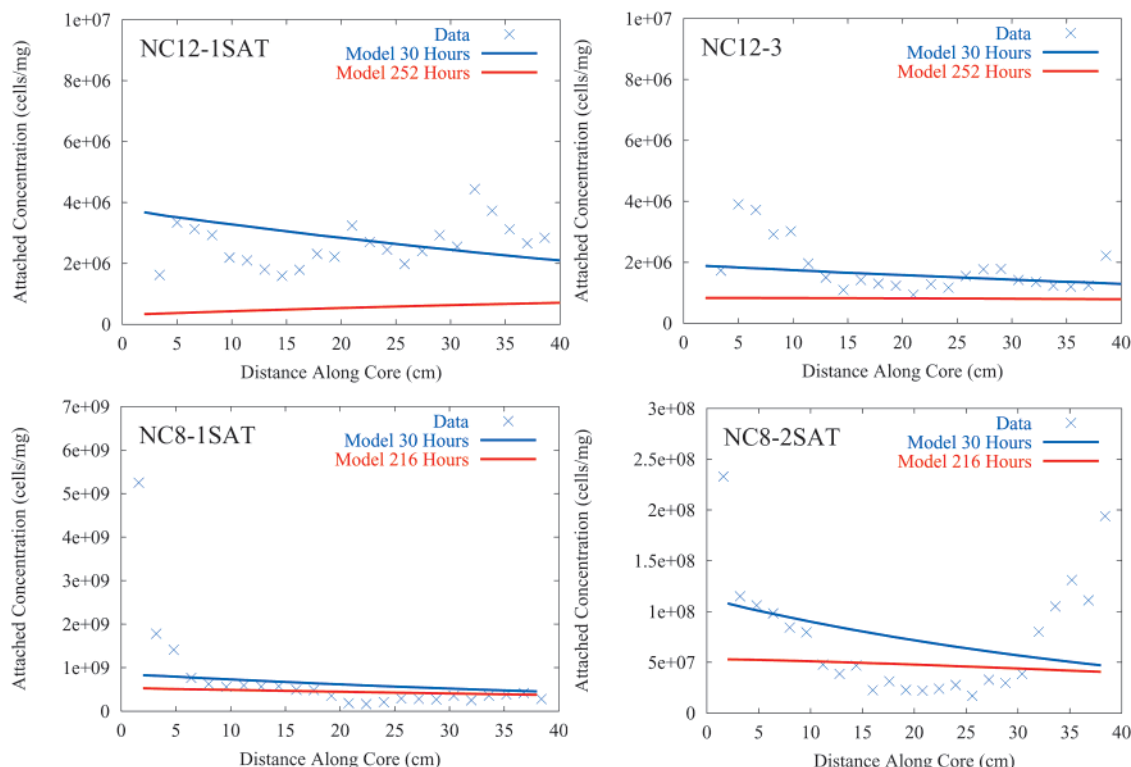 NC12-1SAT
Data
Model 30 Hours
Model 252 Hours
Attached Concentration (cells/mg)
1e+07
8e+06
6e+06
4e+06
2e+06
0
0 5 10 15 20 25 30 35 40
Distance Along Core (cm)
NC12-3
Data
Model 30 Hours
Model 252 Hours
Attached Concentration (cells/mg)
1e+07
8e+06
6e+06
4e+06
2e+06
0
0 5 10 15 20 25 30 35 40
Distance Along Core (cm)
NC8-1SAT
Data
Model 30 Hours
Model 216 Hours
Attached Concentration (cells/mg)
7e+09
6e+09
5e+09
4e+09
3e+09
2e+09
1e+09
0
0 5 10 15 20 25 30 35 40
Distance Along Core (cm)
NC8-2SAT
Data
Model 30 Hours
Model 216 Hours
Attached Concentration (cells/mg)
3e+08
2.5e+08
2e+08
1.5e+08
1e+08
5e+07
0
0 5 10 15 20 25 30 35 40
Distance Along Core (cm)